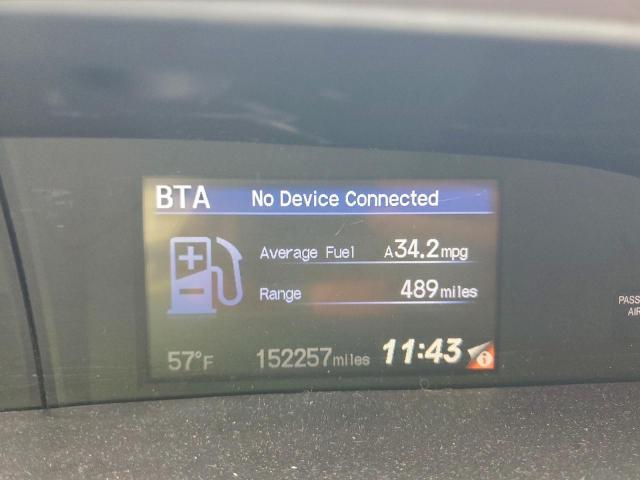 BTA No Device Connected
Average Fuel A34.2mpg
Range 489miles
57°F 152257miles 11:43 i
PASS
AIR